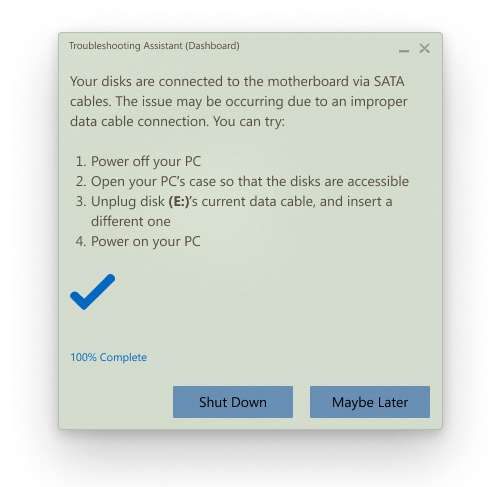 Troubleshooting Assistant (Dashboard)
Your disks are connected to the motherboard via SATA
cables. The issue may be occurring due to an improper
data cable connection. You can try:
1. Power off your PC
2. Open your PC’s case so that the disks are accessible
3. Unplug disk (E:)’s current data cable, and insert a
different one
4. Power on your PC
100% Complete
Shut Down
Maybe Later